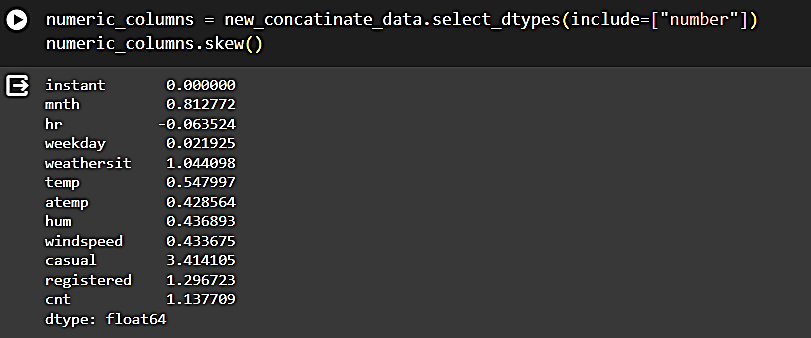 numeric_columns = new_concatinate_data.select_dtypes(include=["number"])
numeric_columns.skew()
instant 0.000000
mnth 0.812772
hr -0.063524
weekday 0.021925
weathersit 1.044098
temp 0.547997
atemp 0.428564
hum 0.436893
windspeed 0.433675
casual 3.414105
registered 1.296723
cnt 1.137709
dtype: float64